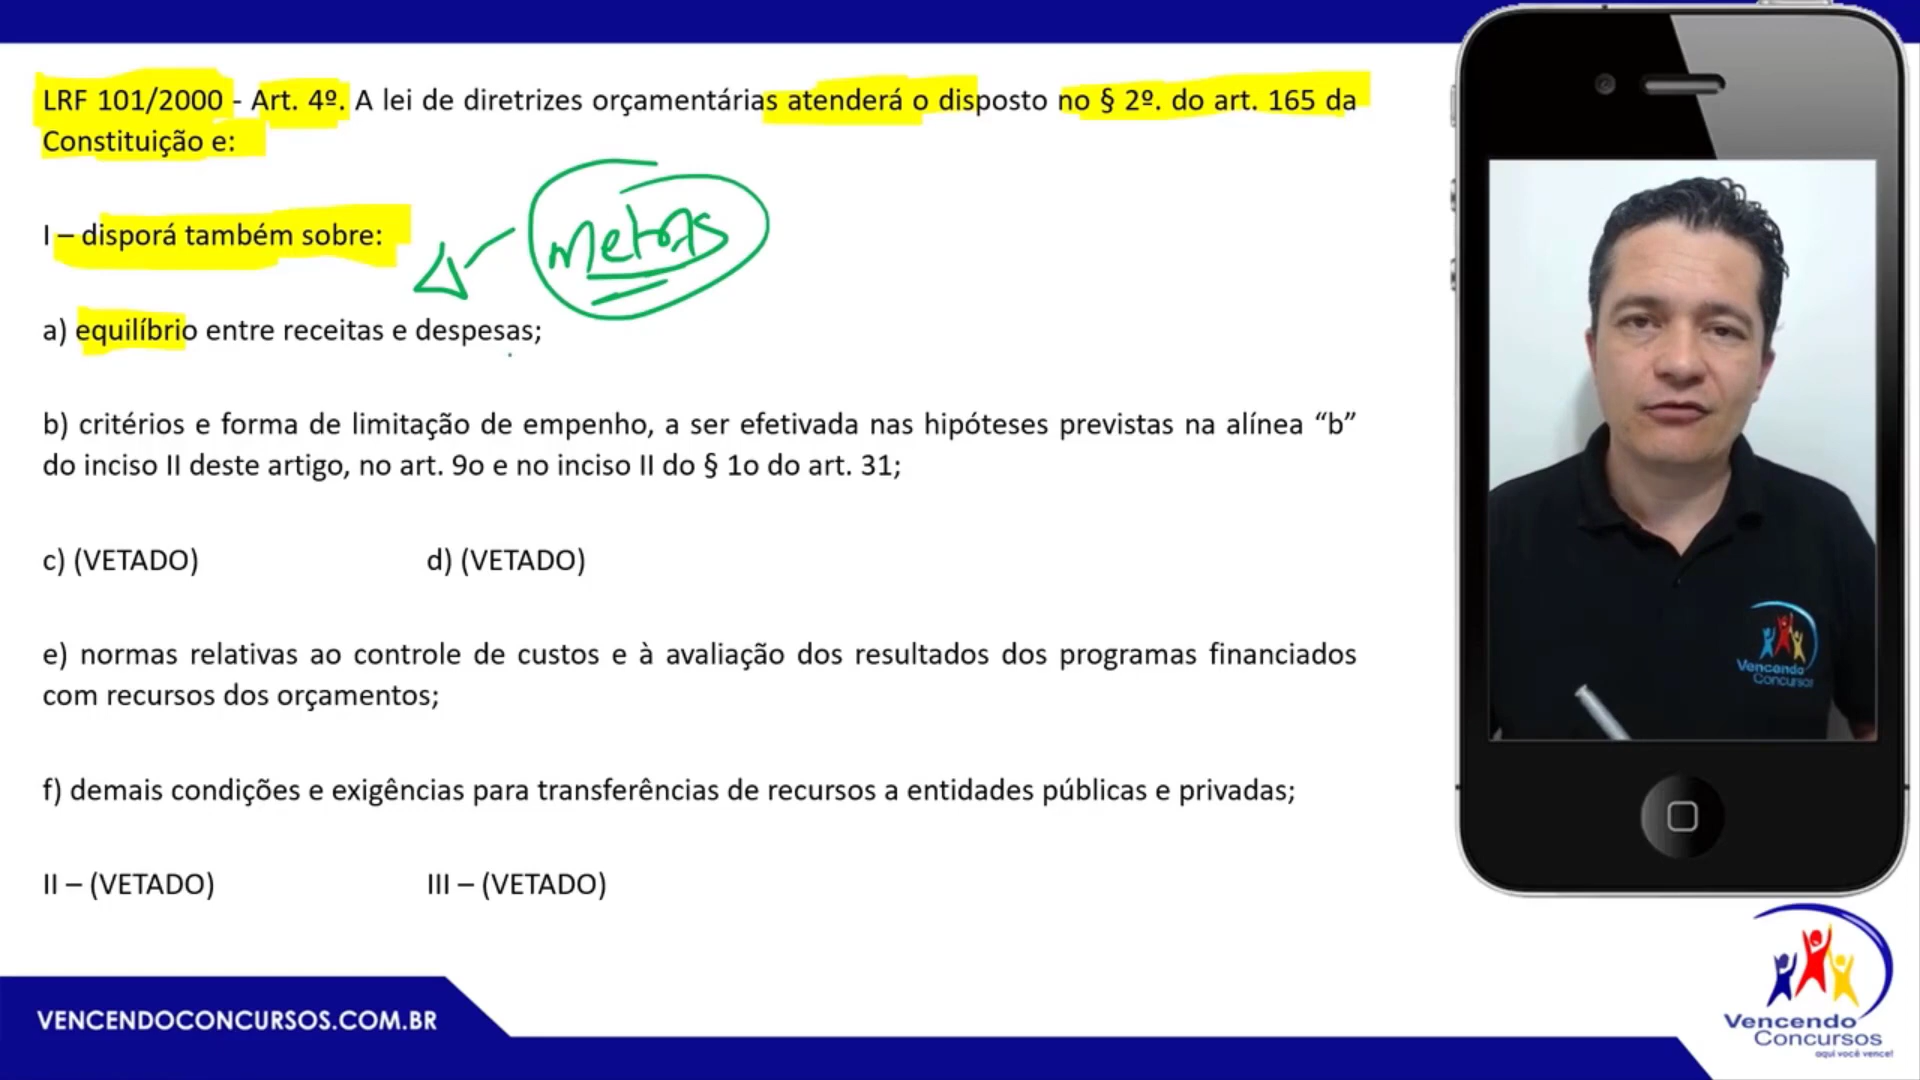 LRF 101/2000 - Art. 4º. A lei de diretrizes orçamentárias atenderá o disposto no § 2º. do art. 165 da
Constituição e:
I – disporá também sobre:
metas
a) equilíbrio entre receitas e despesas;
b) critérios e forma de limitação de empenho, a ser efetivada nas hipóteses previstas na alínea “b”
do inciso II deste artigo, no art. 9o e no inciso II do § 1o do art. 31;
c) (VETADO) d) (VETADO)
e) normas relativas ao controle de custos e à avaliação dos resultados dos programas financiados
com recursos dos orçamentos;
f) demais condições e exigências para transferências de recursos a entidades públicas e privadas;
II – (VETADO) III – (VETADO)
Vencendo
Concursos
VENCENDOCONCURSOS.COM.BR
Vencendo
Concursos
aqui você vence!